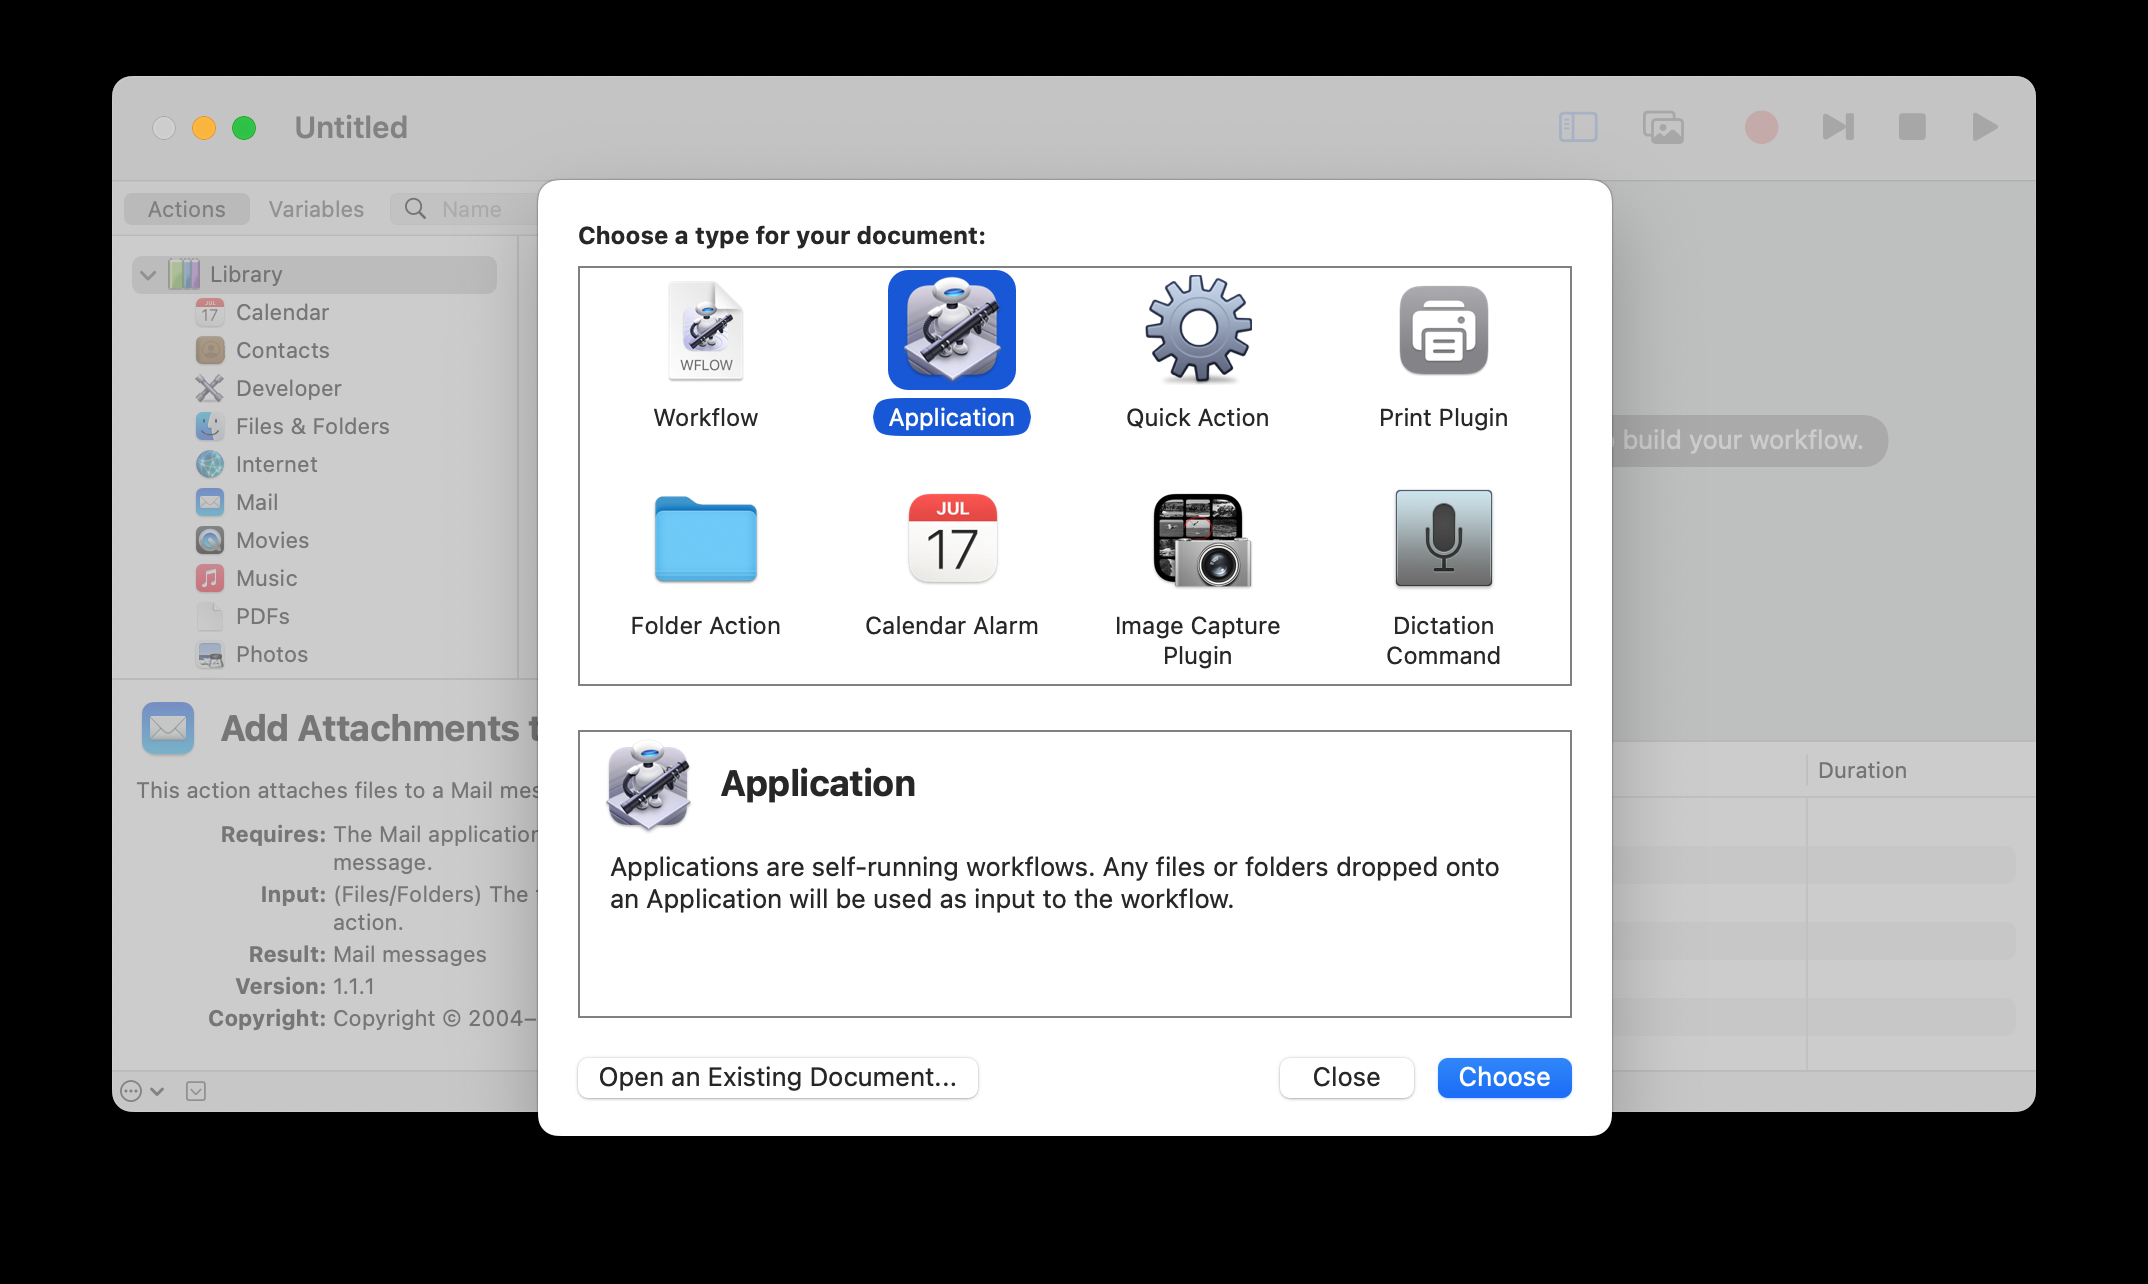 Untitled
Actions
Variables
Name
Library
JUL
17
Calendar
Contacts
Developer
Files & Folders
Internet
Mail
Movies
Music
PDFs
Photos
Add Attachments t
This action attaches files to a Mail mes
Requires: The Mail application
message.
Input: (Files/Folders) The
action.
Result: Mail messages
Version: 1.1.1
Copyright: Copyright © 2004–
Choose a type for your document:
WFLOW
Workflow
Application
Quick Action
Print Plugin
Folder Action
JUL
17
Calendar Alarm
Image Capture
Plugin
Dictation
Command
Application
Applications are self-running workflows. Any files or folders dropped onto
an Application will be used as input to the workflow.
Open an Existing Document...
Close
Choose
build your workflow.
Duration